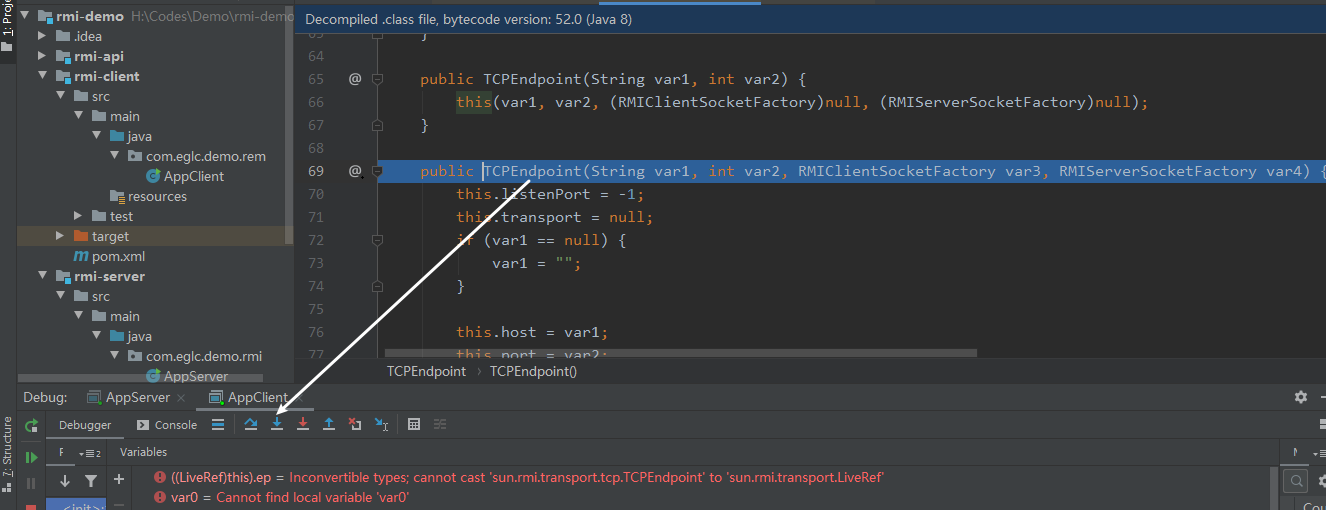 1: Proje
rmi-demo H:\Codes\Demo\rmi-demo
.idea
rmi-api
rmi-client
src
main
java
com.eglc.demo.rem
AppClient
resources
test
target
pom.xml
rmi-server
src
main
java
com.eglc.demo.rmi
AppServer
Decompiled .class file, bytecode version: 52.0 (Java 8)
63 }
64
65 @ public TCPEndpoint(String var1, int var2) {
66 this(var1, var2, (RMIClientSocketFactory)null, (RMIServerSocketFactory)null);
67 }
68
69 @ public TCPEndpoint(String var1, int var2, RMIClientSocketFactory var3, RMIServerSocketFactory var4) {
70 this.listenPort = -1;
71 this.transport = null;
72 if (var1 == null) {
73 var1 = "";
74 }
75
76 this.host = var1;
77 this.port = var2;
TCPEndpoint › TCPEndpoint()
Debug: AppServer × AppClient
Debugger Console
F 2 Variables M
((LiveRef)this).ep = Inconvertible types; cannot cast 'sun.rmi.transport.tcp.TCPEndpoint' to 'sun.rmi.transport.LiveRef'
var0 = Cannot find local variable 'var0'
<init>:
Cou
7: Structure